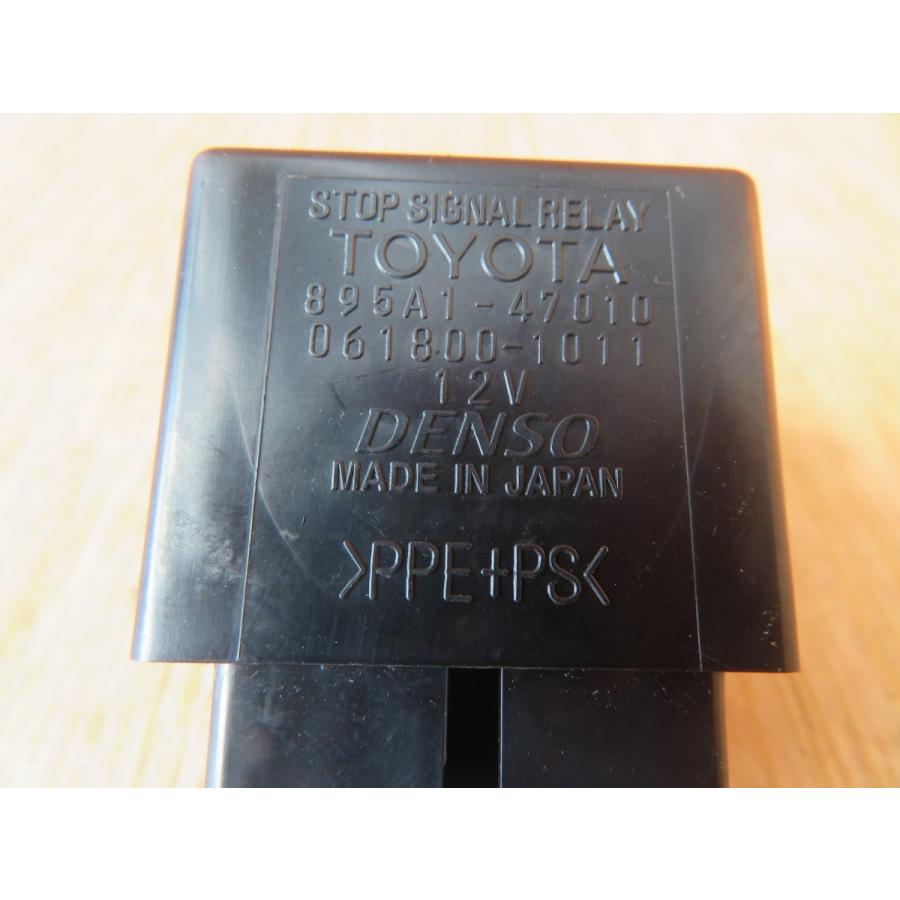 STOP SIGNAL RELAY
TOYOTA
895A1-47010
061800-1011
12V
DENSO
MADE IN JAPAN
>PPE+PS<